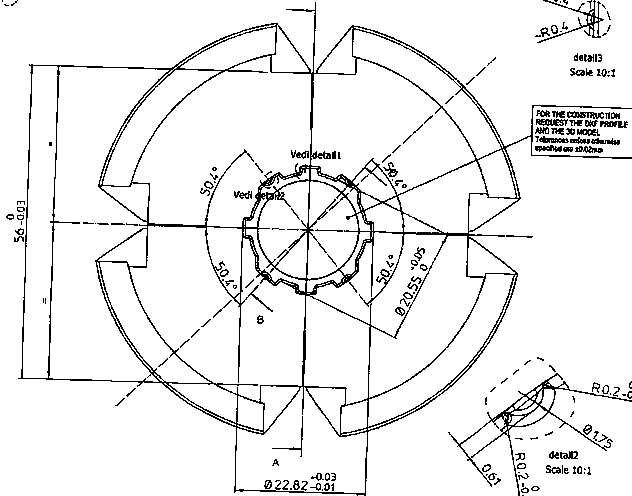 R0.4
detail3
Scale 10:1
FOR THE CONSTRUCTION
REQUEST THE DXF PROFILE
AND THE 3D MODEL
Tolerances unless otherwise
specified are ±0.02mm
Vedi detail1
Vedi detail2
50.4°
50.4°
50.4°
50.4°
0
56 -0.03
+0.05
Ø20.55 0
B
A
+0.03
Ø22.82 -0.01
R0.2
Ø1.75
detail2
Scale 10:1
0.61
R0.2